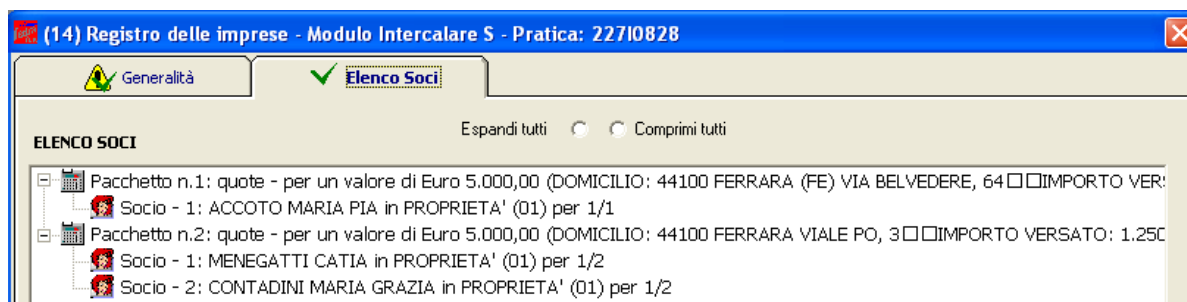 (14) Registro delle imprese - Modulo Intercalare S - Pratica: 227I0828
Generalità
Elenco Soci
Espandi tutti Comprimi tutti
ELENCO SOCI
Pacchetto n.1: quote - per un valore di Euro 5.000,00 (DOMICILIO: 44100 FERRARA (FE) VIA BELVEDERE, 64□□IMPORTO VER
Socio - 1: ACCOTO MARIA PIA in PROPRIETA' (01) per 1/1
Pacchetto n.2: quote - per un valore di Euro 5.000,00 (DOMICILIO: 44100 FERRARA VIALE PO, 3□□IMPORTO VERSATO: 1.250
Socio - 1: MENEGATTI CATIA in PROPRIETA' (01) per 1/2
Socio - 2: CONTADINI MARIA GRAZIA in PROPRIETA' (01) per 1/2